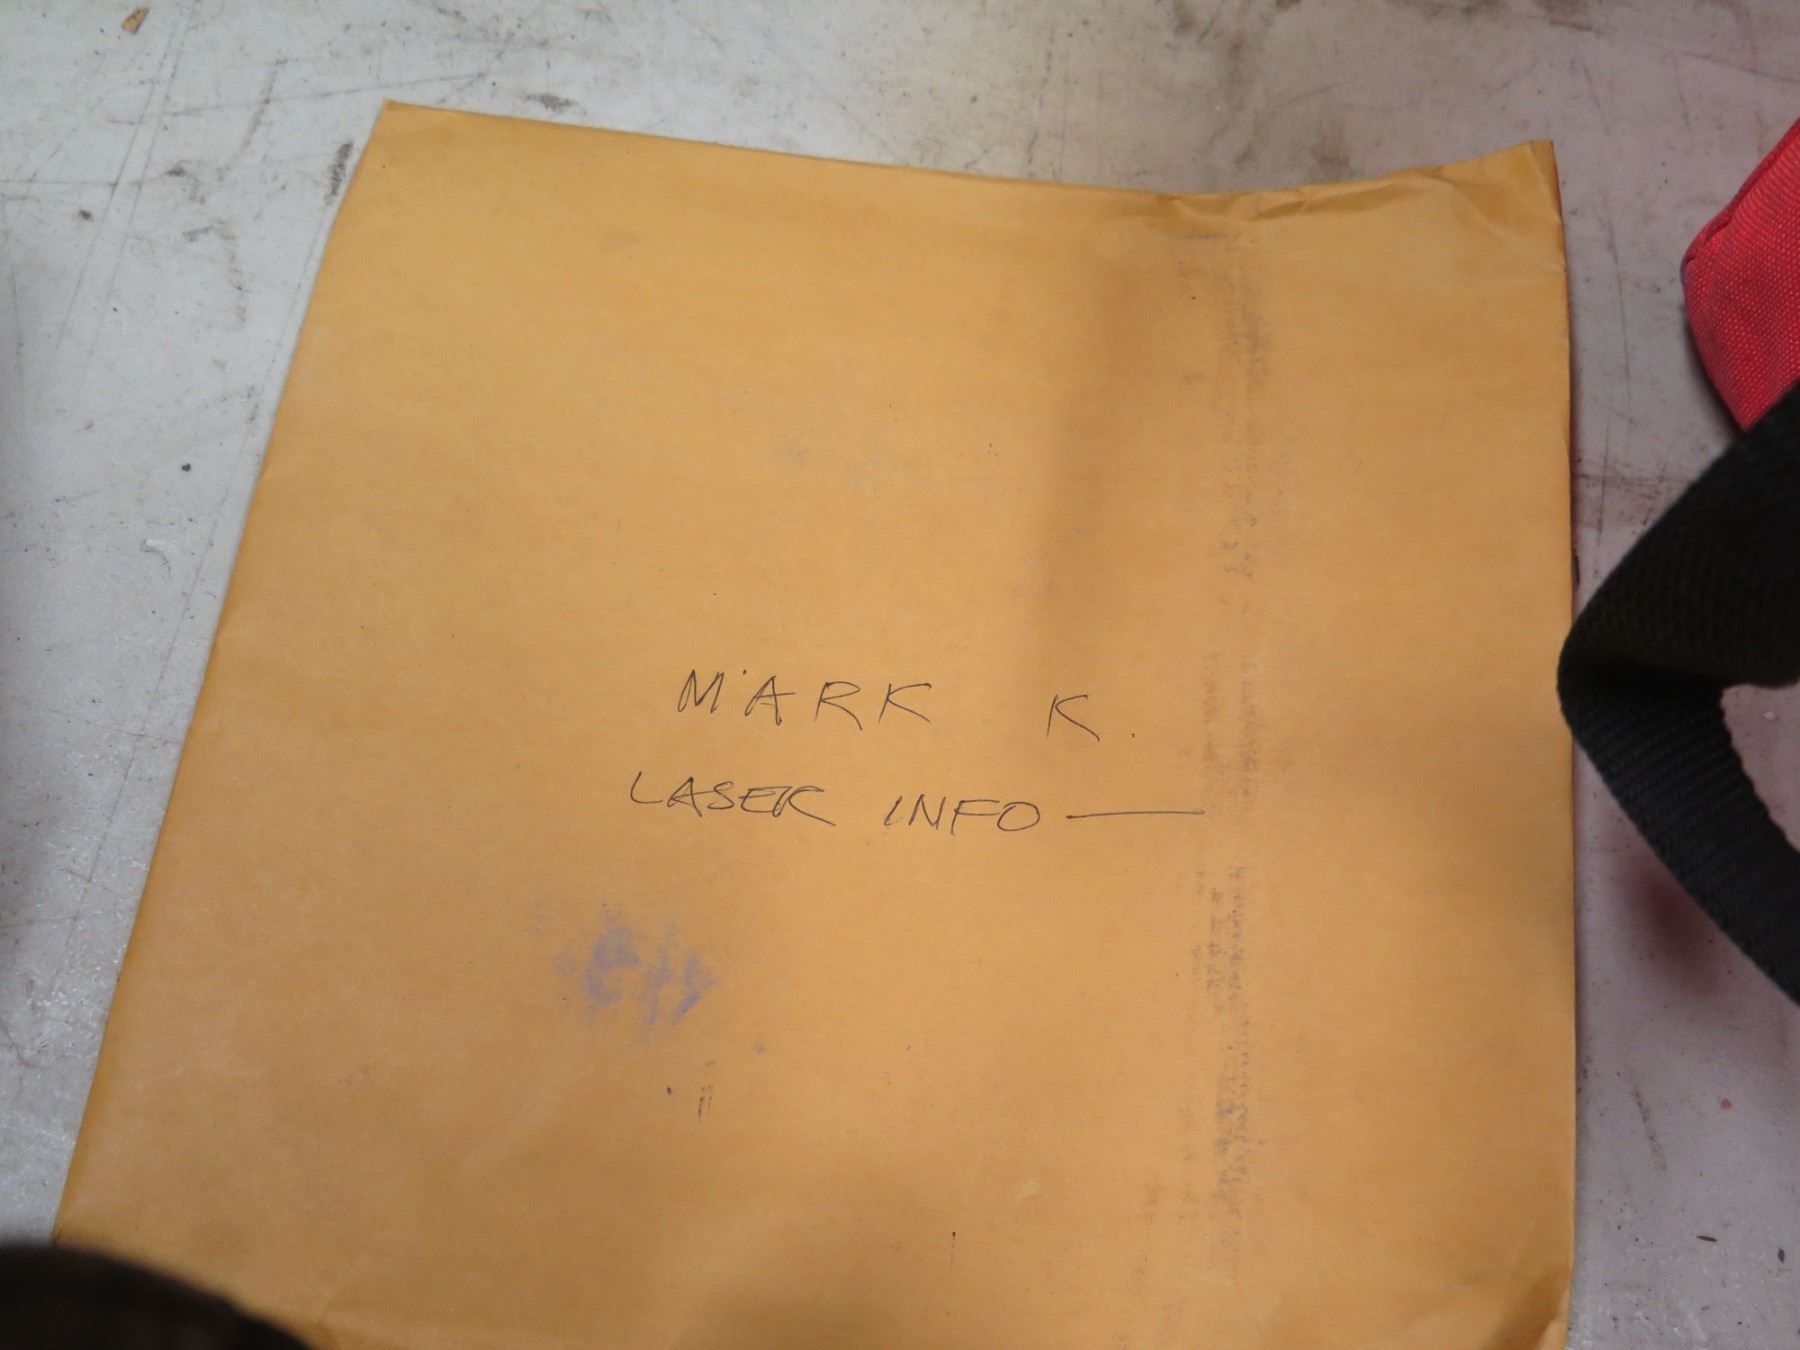 MARK K.
LASER INFO —